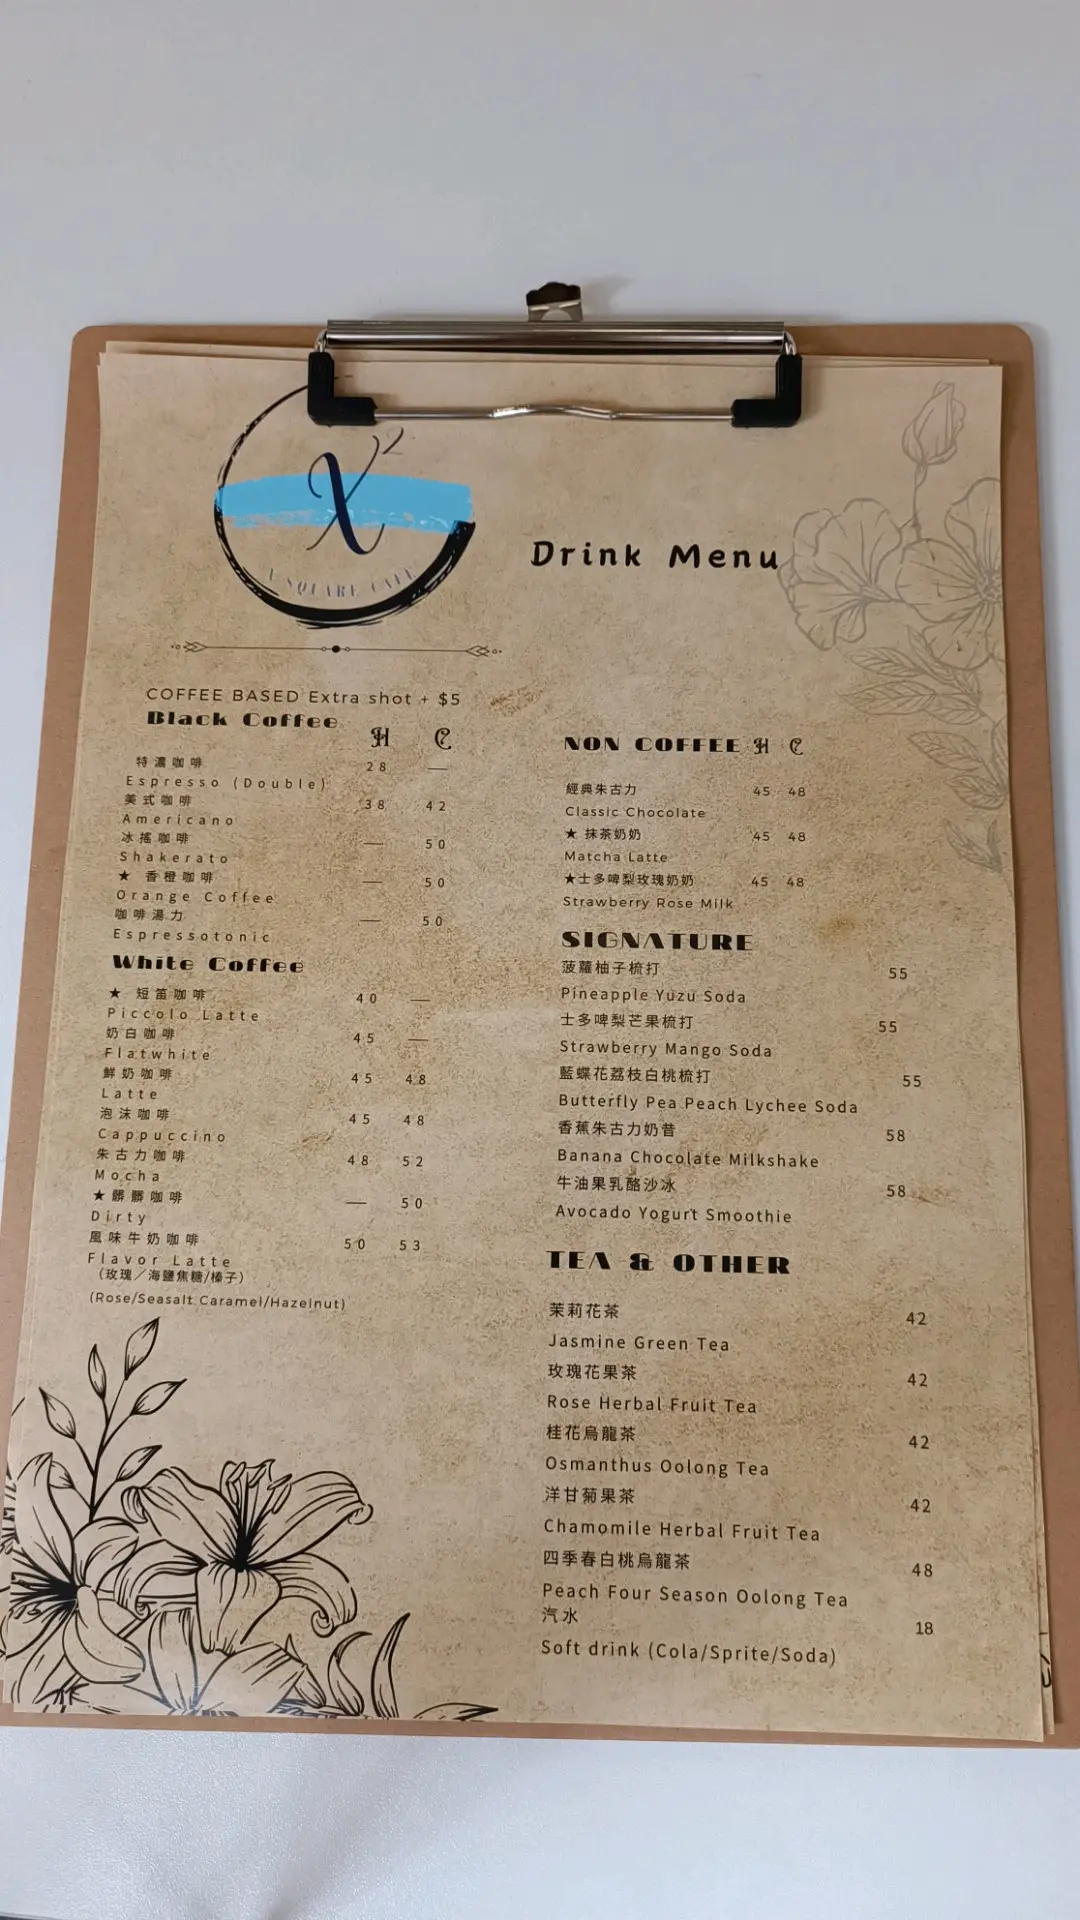 X²
X SQUARE CAFE
Drink Menu
COFFEE BASED Extra shot + $5
Black Coffee H C
特濃咖啡 28 —
Espresso (Double)
美式咖啡 38 42
Americano
冰搖咖啡 — 50
Shakerato
★ 香橙咖啡 — 50
Orange Coffee
咖啡湯力 — 50
Espressotonic
White Coffee
★ 短笛咖啡 40 —
Piccolo Latte
奶白咖啡 45 —
Flatwhite
鮮奶咖啡 45 48
Latte
泡沫咖啡 45 48
Cappuccino
朱古力咖啡 48 52
Mocha
★髒髒咖啡 — 50
Dirty
風味牛奶咖啡 50 53
Flavor Latte
（玫瑰／海鹽焦糖/榛子）
(Rose/Seasalt Caramel/Hazelnut)
NON COFFEE H C
經典朱古力 45 48
Classic Chocolate
★ 抹茶奶奶 45 48
Matcha Latte
★士多啤梨玫瑰奶奶 45 48
Strawberry Rose Milk
SIGNATURE
菠蘿柚子梳打 55
Pineapple Yuzu Soda
士多啤梨芒果梳打 55
Strawberry Mango Soda
藍蝶花荔枝白桃梳打 55
Butterfly Pea Peach Lychee Soda
香蕉朱古力奶昔 58
Banana Chocolate Milkshake
牛油果乳酪沙冰 58
Avocado Yogurt Smoothie
TEA & OTHER
茉莉花茶 42
Jasmine Green Tea
玫瑰花果茶 42
Rose Herbal Fruit Tea
桂花烏龍茶 42
Osmanthus Oolong Tea
洋甘菊果茶 42
Chamomile Herbal Fruit Tea
四季春白桃烏龍茶 48
Peach Four Season Oolong Tea
汽水 18
Soft drink (Cola/Sprite/Soda)